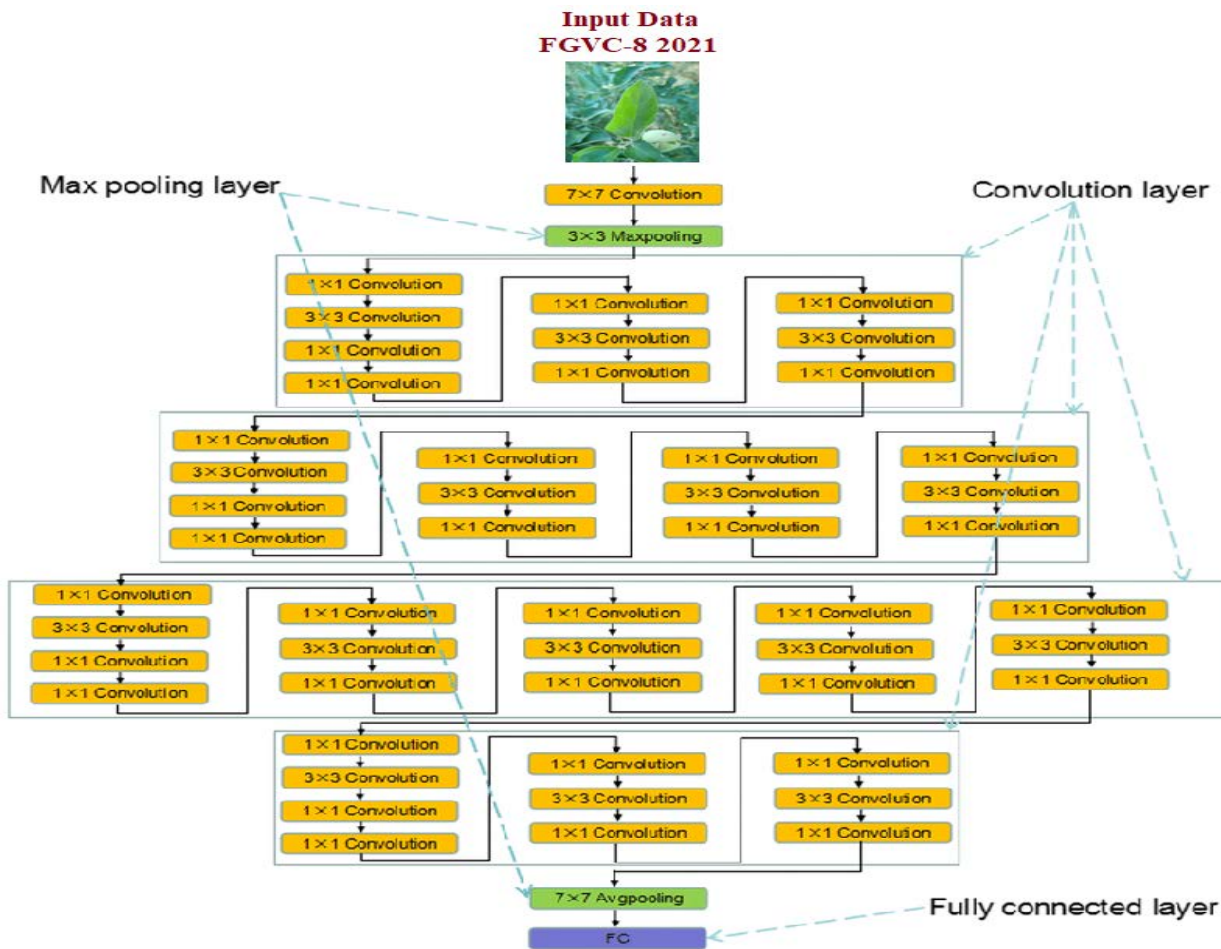 Input Data
FGVC-8 2021
Max pooling layer
Convolution layer
7×7 Convolution
3×3 Maxpooling
1×1 Convolution
3×3 Convolution
1×1 Convolution
1×1 Convolution
1×1 Convolution
3×3 Convolution
1×1 Convolution
1×1 Convolution
3×3 Convolution
1×1 Convolution
1×1 Convolution
3×3 Convolution
1×1 Convolution
1×1 Convolution
1×1 Convolution
3×3 Convolution
1×1 Convolution
1×1 Convolution
3×3 Convolution
1×1 Convolution
1×1 Convolution
3×3 Convolution
1×1 Convolution
1×1 Convolution
3×3 Convolution
1×1 Convolution
1×1 Convolution
1×1 Convolution
3×3 Convolution
1×1 Convolution
1×1 Convolution
3×3 Convolution
1×1 Convolution
1×1 Convolution
3×3 Convolution
1×1 Convolution
1×1 Convolution
3×3 Convolution
1×1 Convolution
1×1 Convolution
3×3 Convolution
1×1 Convolution
1×1 Convolution
1×1 Convolution
3×3 Convolution
1×1 Convolution
1×1 Convolution
3×3 Convolution
1×1 Convolution
7×7 Avgpooling
Fully connected layer
FC